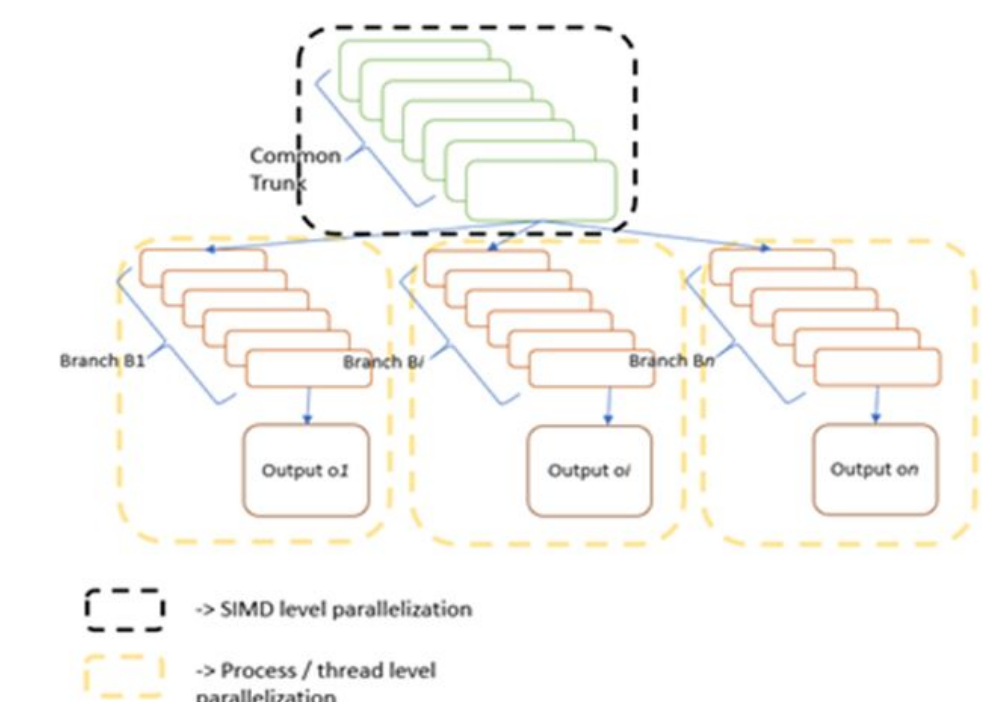 Common
Trunk
Branch B1
Branch Bi
Branch Bn
Output o1
Output oi
Output on
-> SIMD level parallelization
-> Process / thread level
parallelization